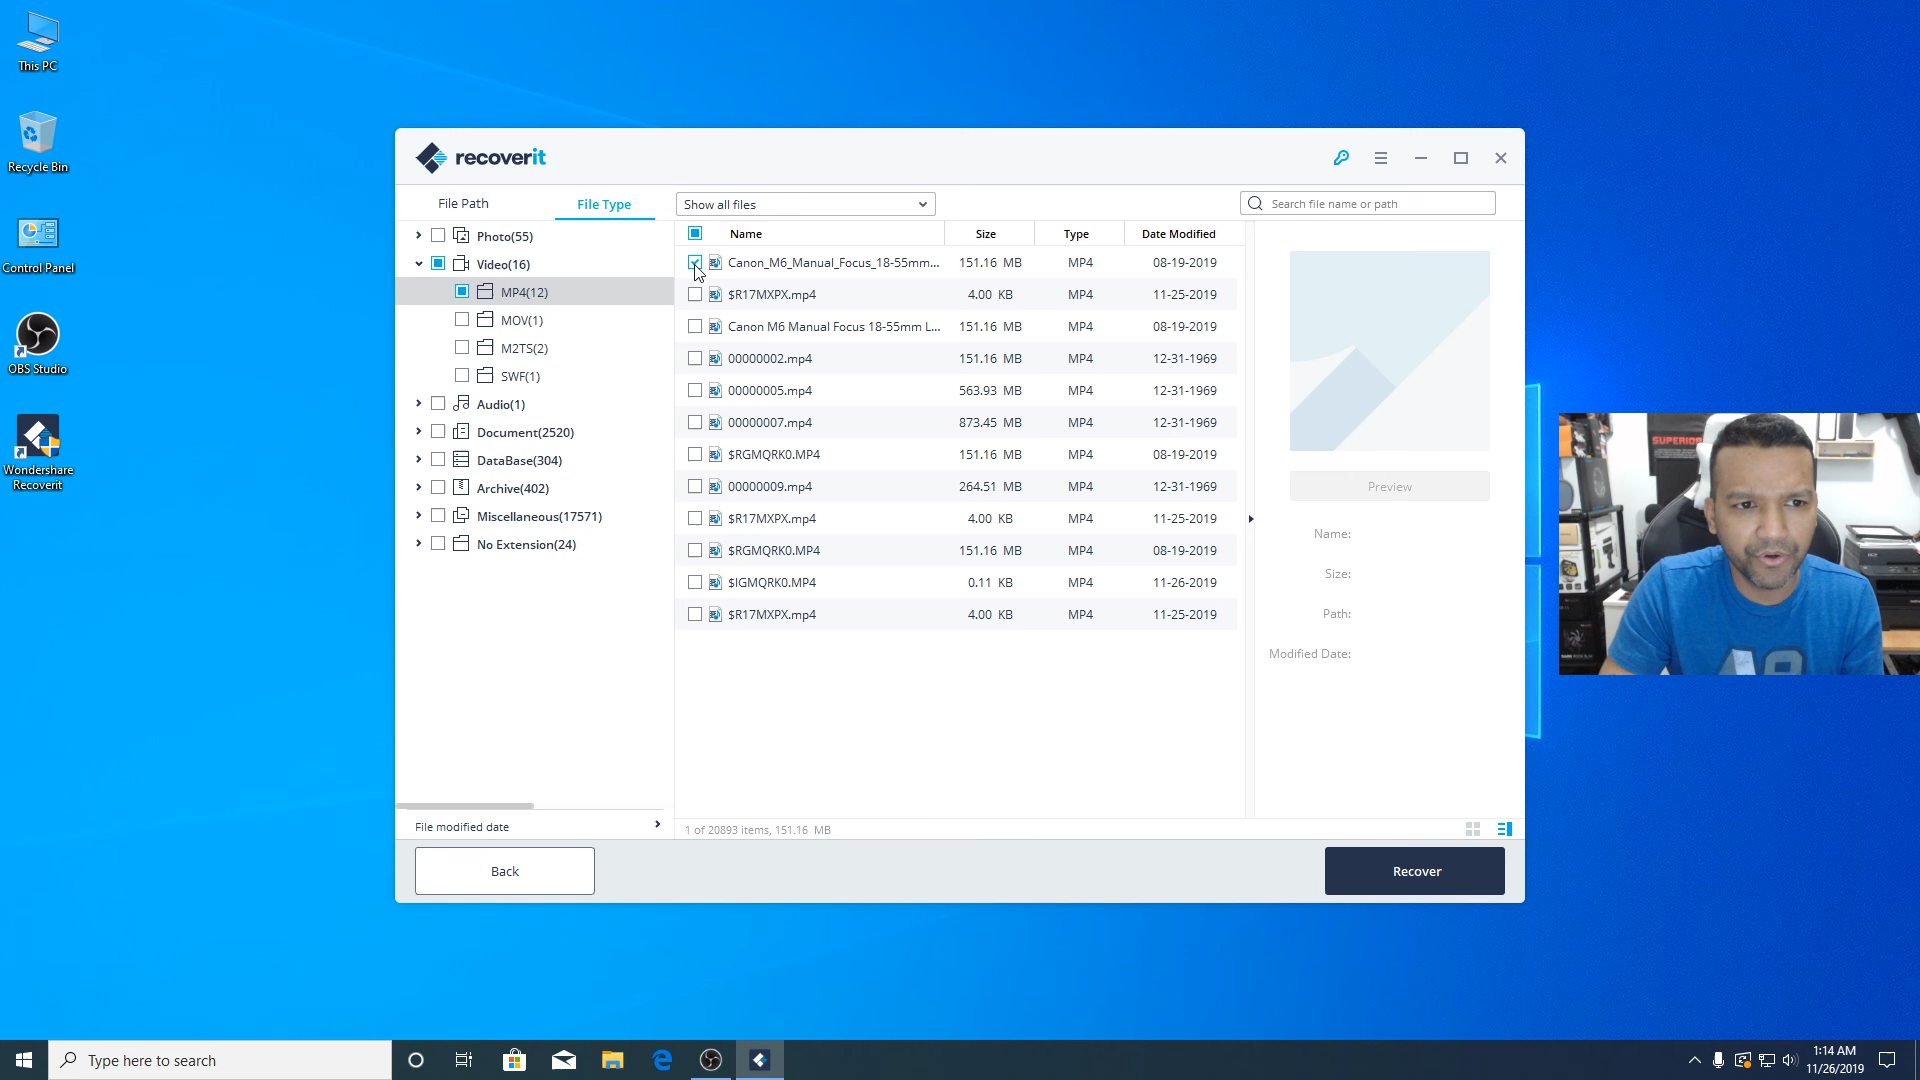 This PC
Recycle Bin
Control Panel
OBS Studio
Wondershare
Recoverit
recoverit
File Path
File Type
Show all files
Search file name or path
Photo(55)
Video(16)
MP4(12)
MOV(1)
M2TS(2)
SWF(1)
Audio(1)
Document(2520)
DataBase(304)
Archive(402)
Miscellaneous(17571)
No Extension(24)
Name Size Type Date Modified
Canon_M6_Manual_Focus_18-55mm... 151.16 MB MP4 08-19-2019
$R17MXPX.mp4 4.00 KB MP4 11-25-2019
Canon M6 Manual Focus 18-55mm L... 151.16 MB MP4 08-19-2019
00000002.mp4 151.16 MB MP4 12-31-1969
00000005.mp4 563.93 MB MP4 12-31-1969
00000007.mp4 873.45 MB MP4 12-31-1969
$RGMQRK0.MP4 151.16 MB MP4 08-19-2019
00000009.mp4 264.51 MB MP4 12-31-1969
$R17MXPX.mp4 4.00 KB MP4 11-25-2019
$RGMQRK0.MP4 151.16 MB MP4 08-19-2019
$IGMQRK0.MP4 0.11 KB MP4 11-26-2019
$R17MXPX.mp4 4.00 KB MP4 11-25-2019
Preview
Name:
Size:
Path:
Modified Date:
SUPERIOR
File modified date
1 of 20893 items, 151.16 MB
Back
Recover
Type here to search
1:14 AM
11/26/2019